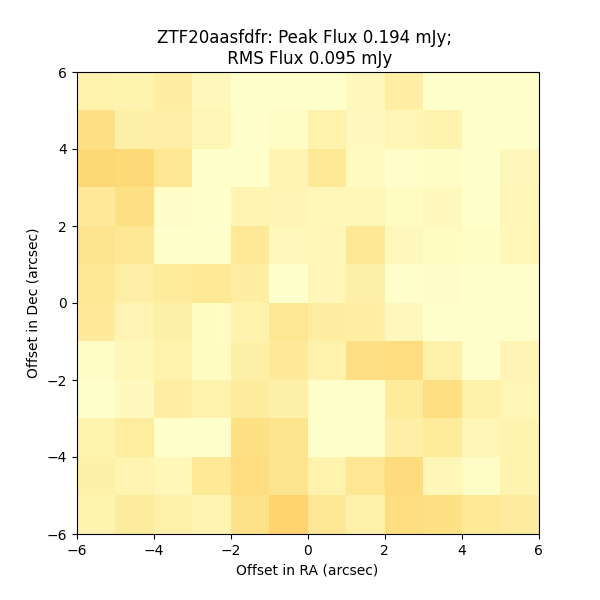 ZTF20aasfdfr: Peak Flux 0.194 mJy;
RMS Flux 0.095 mJy
6
4
2
0
−2
−4
−6
Offset in Dec (arcsec)
−6 −4 −2 0 2 4 6
Offset in RA (arcsec)